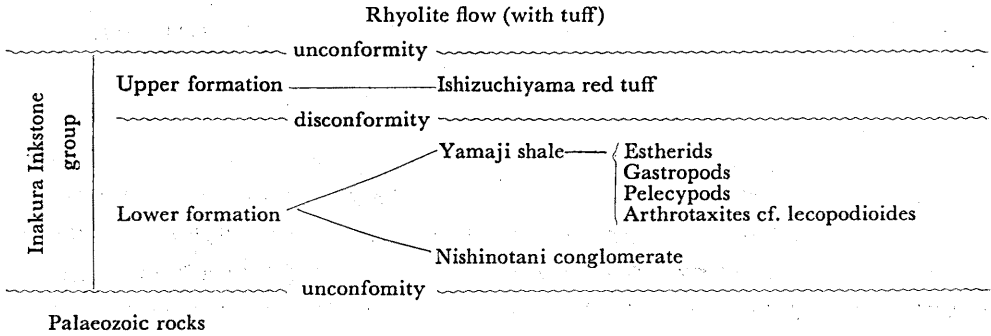 Rhyolite flow (with tuff)
unconformity
Upper formation Ishizuchiyama red tuff
disconformity
Inakura Inkstone
group
Yamaji shale Estherids
Gastropods
Pelecypods
Arthrotaxites cf. lecopodioides
Lower formation
Nishinotani conglomerate
unconfomity
Palaeozoic rocks